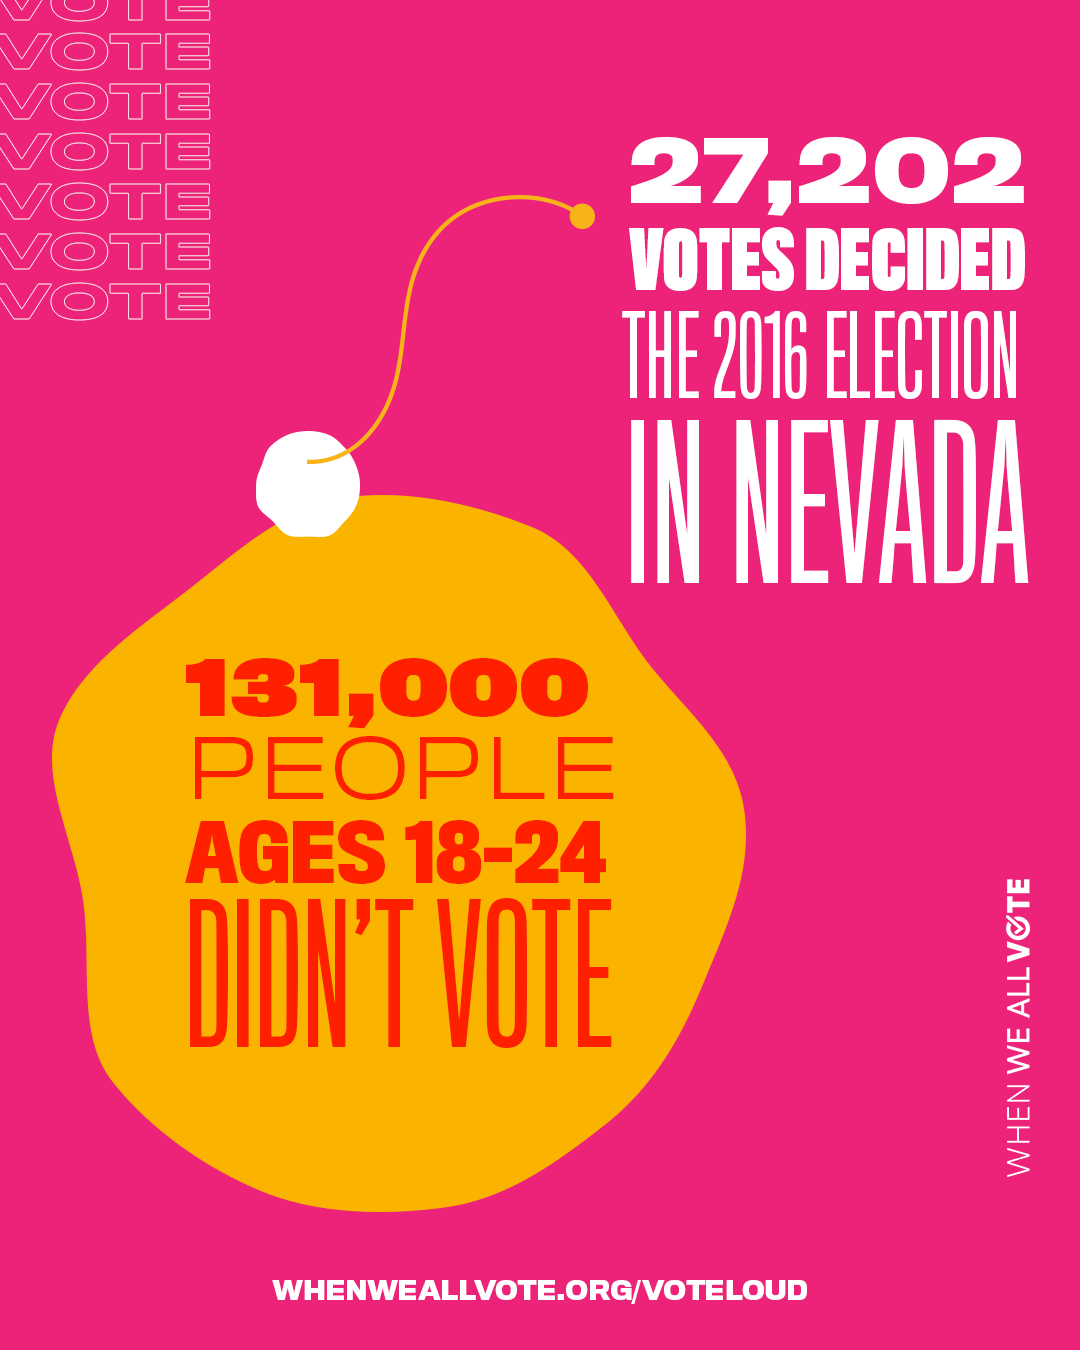 VOTE
VOTE
VOTE
VOTE
VOTE
VOTE
VOTE
27,202
VOTES DECIDED
THE 2016 ELECTION
IN NEVADA
131,000
PEOPLE
AGES 18-24
DIDN'T VOTE
WHEN WE ALL VOTE
WHENWEALLVOTE.ORG/VOTELOUD